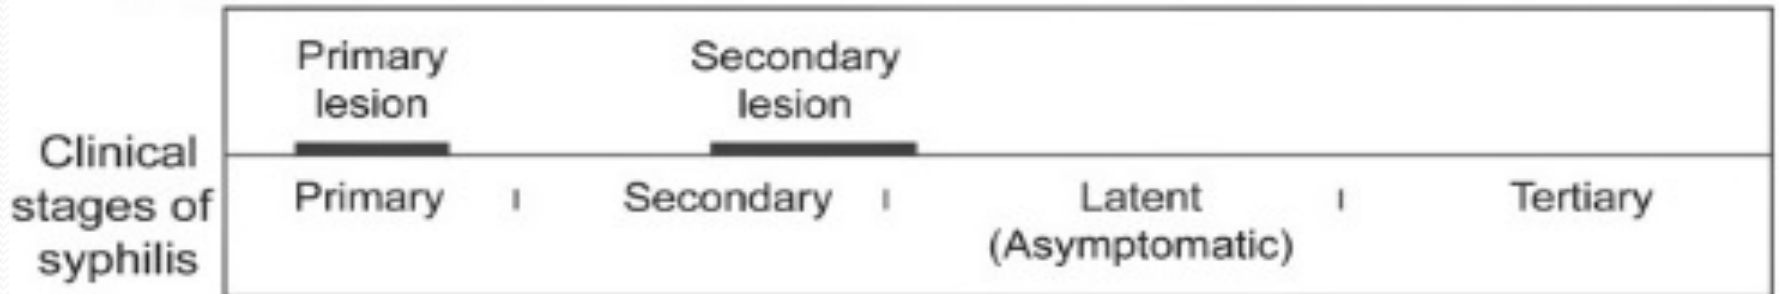 Primary
lesion
Secondary
lesion
Clinical
stages of
syphilis
Primary
Secondary
Latent
(Asymptomatic)
Tertiary